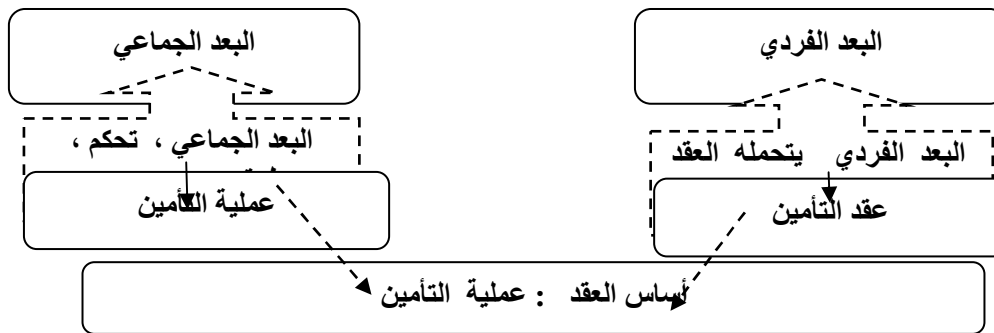 البعد الفردي
البعد الجماعي
البعد الفردي يتحمله العقد
البعد الجماعي ، تحكم ،
عقد التأمين
عملية التأمين
أساس العقد : عملية التأمين